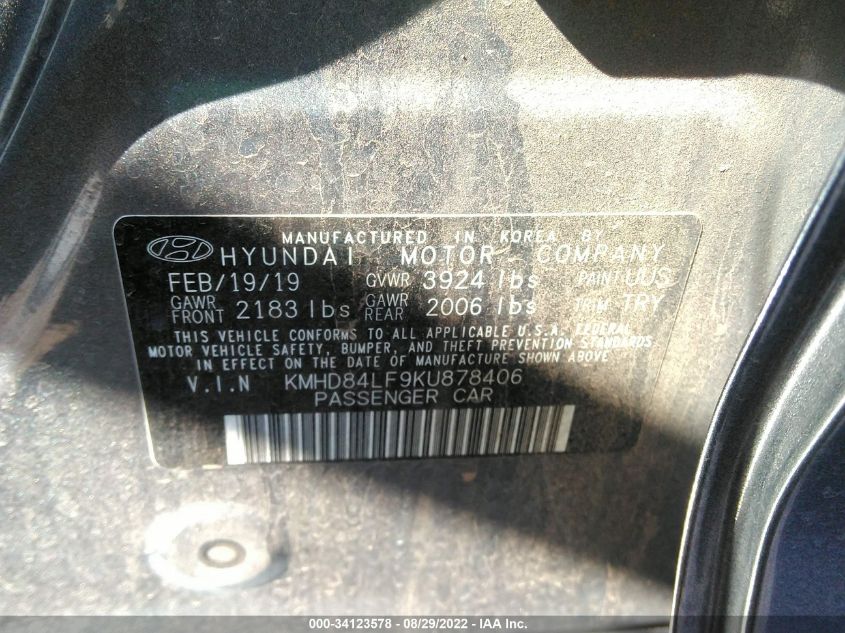 MANUFACTURED IN KOREA BY
HYUNDAI MOTOR COMPANY
FEB/19/19 GVWR 3924 lbs PAINT UUS
GAWR FRONT 2183 lbs GAWR REAR 2006 lbs TRIM TRY
THIS VEHICLE CONFORMS TO ALL APPLICABLE U.S.A. FEDERAL
MOTOR VEHICLE SAFETY, BUMPER, AND THEFT PREVENTION STANDARDS
IN EFFECT ON THE DATE OF MANUFACTURE SHOWN ABOVE
V.I.N KMHD84LF9KU878406
PASSENGER CAR
000-34123578 - 08/29/2022 - IAA Inc.